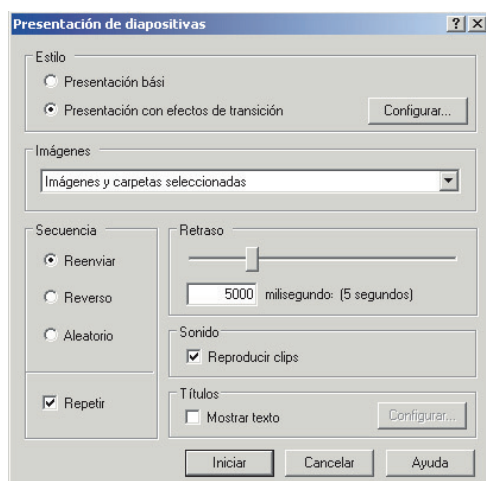 Presentación de diapositivas
Estilo
Presentación bási
Presentación con efectos de transición
Configurar...
Imágenes
Imágenes y carpetas seleccionadas
Secuencia
Reenviar
Reverso
Aleatorio
Repetir
Retraso
5000 milisegundo: (5 segundos)
Sonido
Reproducir clips
Títulos
Mostrar texto
Configurar...
Iniciar Cancelar Ayuda